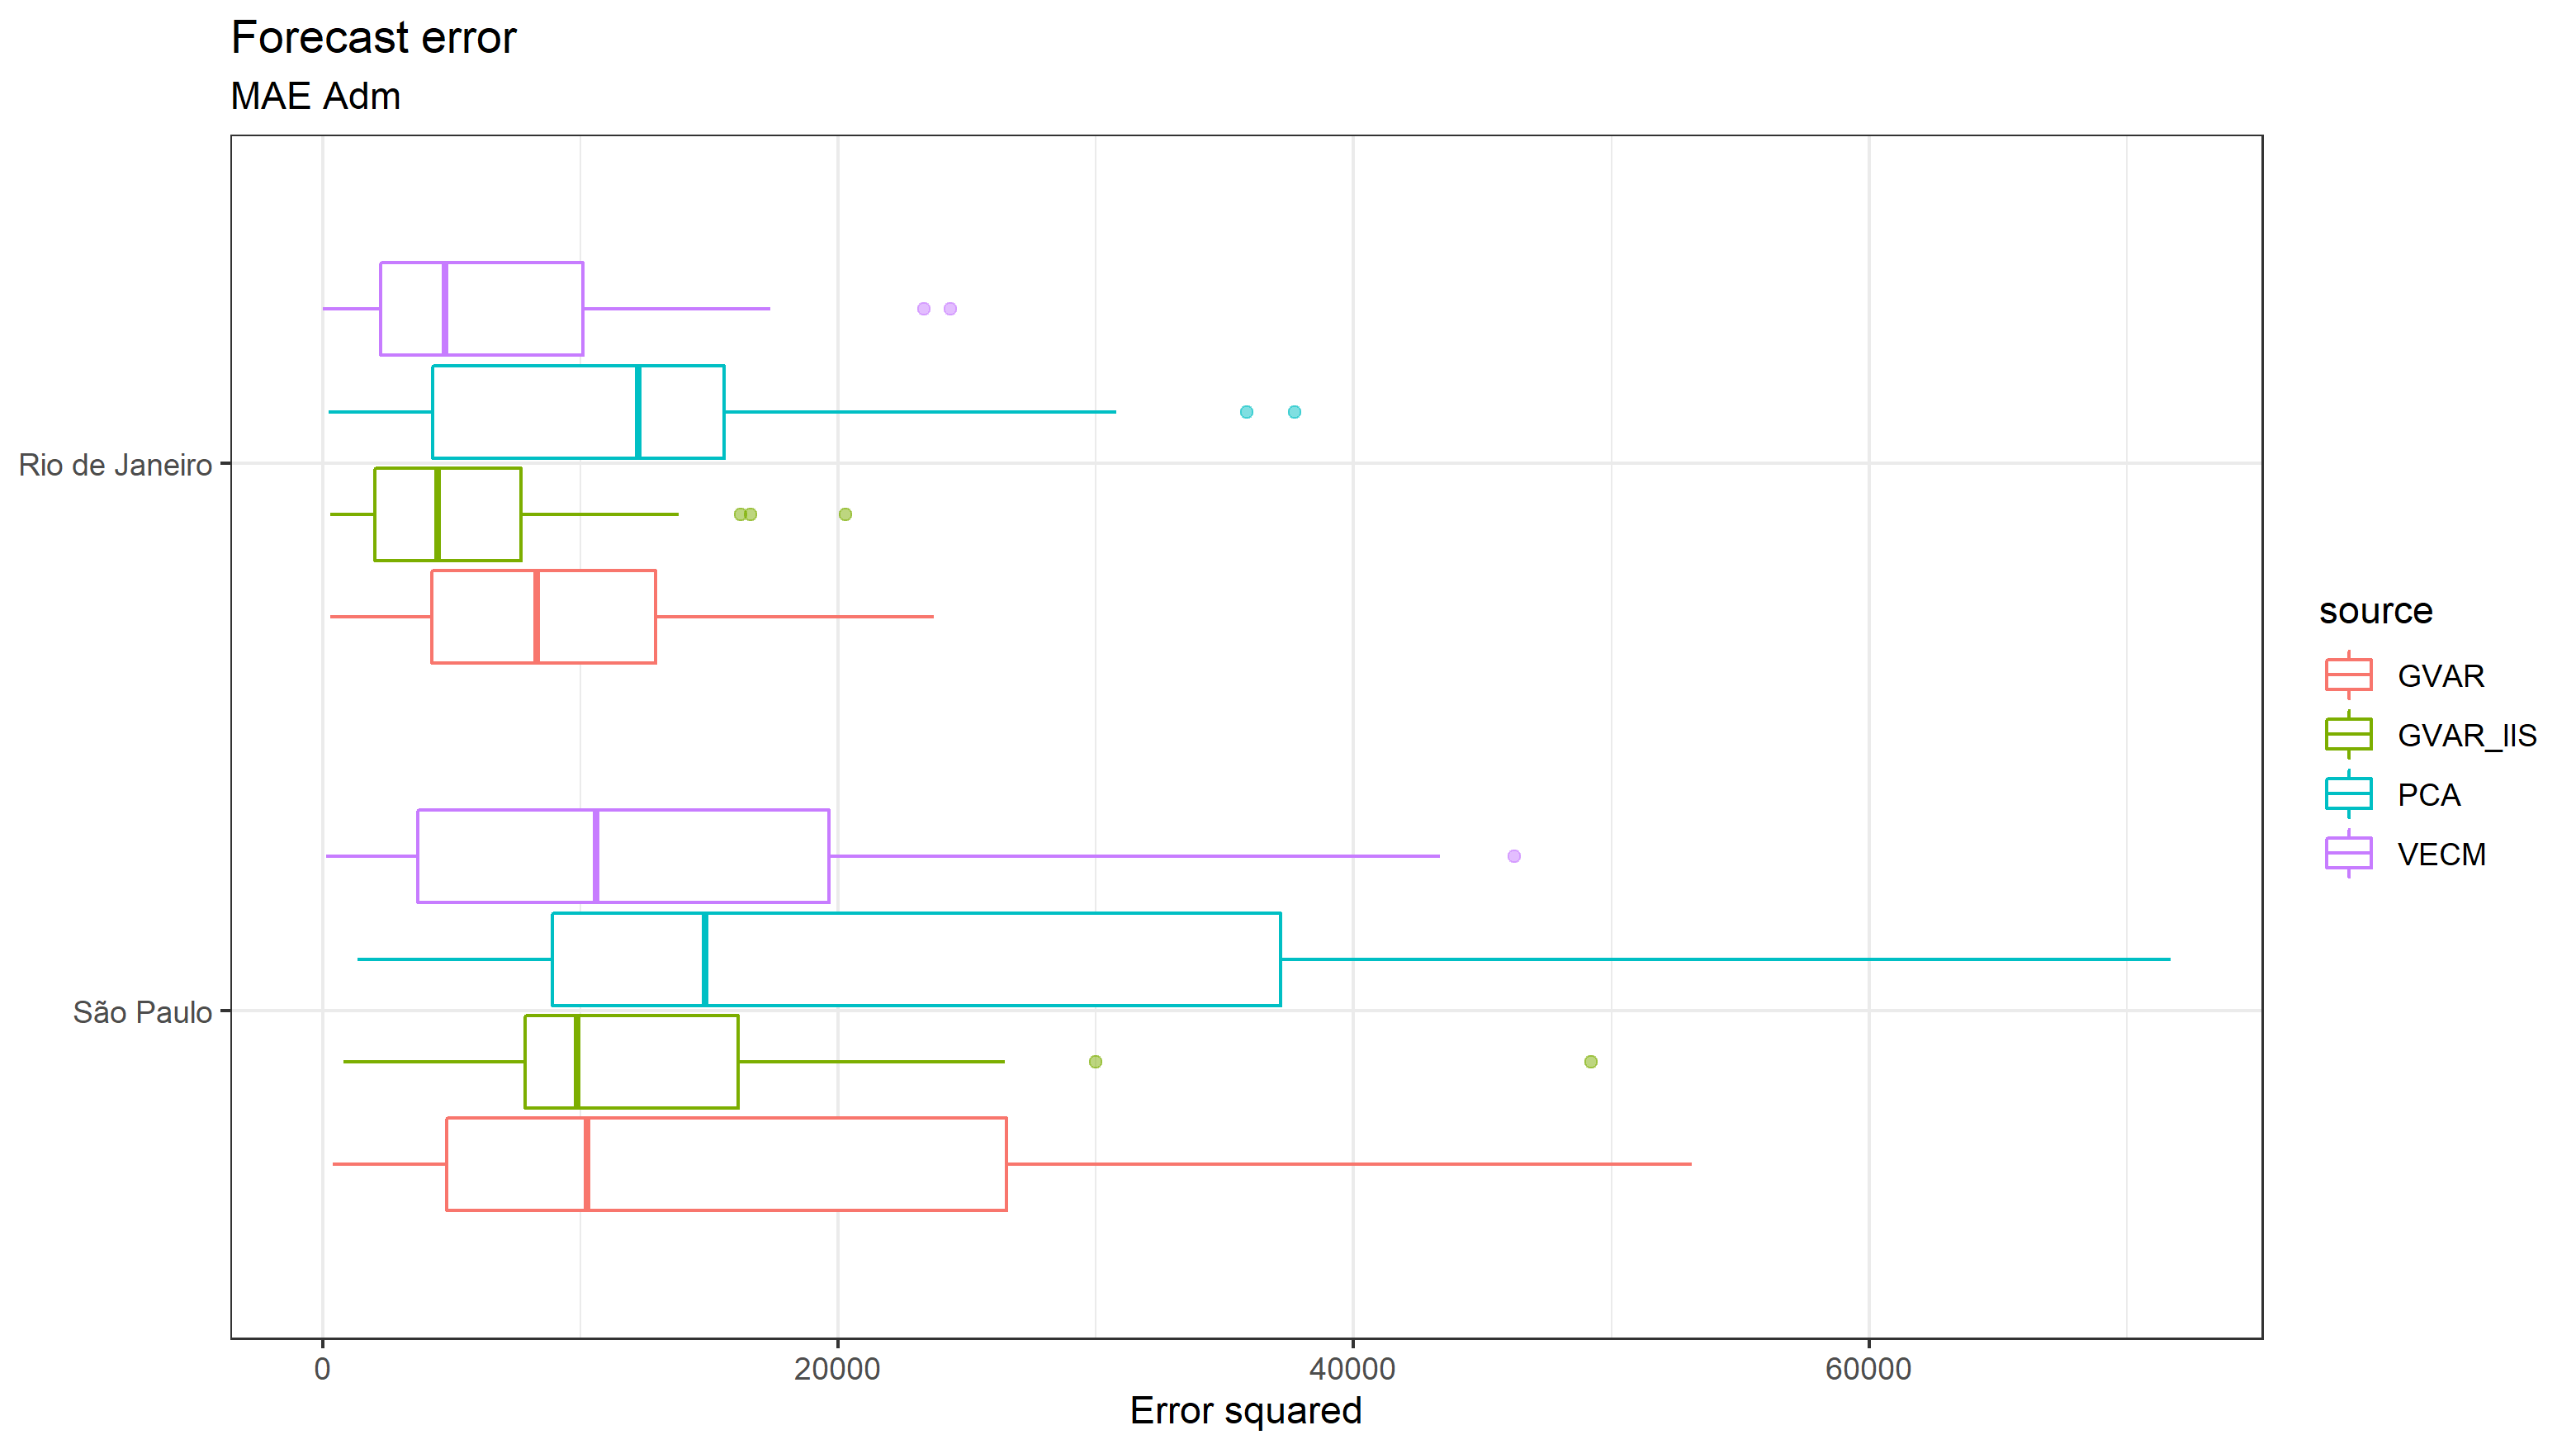 Forecast error
MAE Adm
Rio de Janeiro
São Paulo
0 20000 40000 60000
Error squared
source
GVAR
GVAR_IIS
PCA
VECM